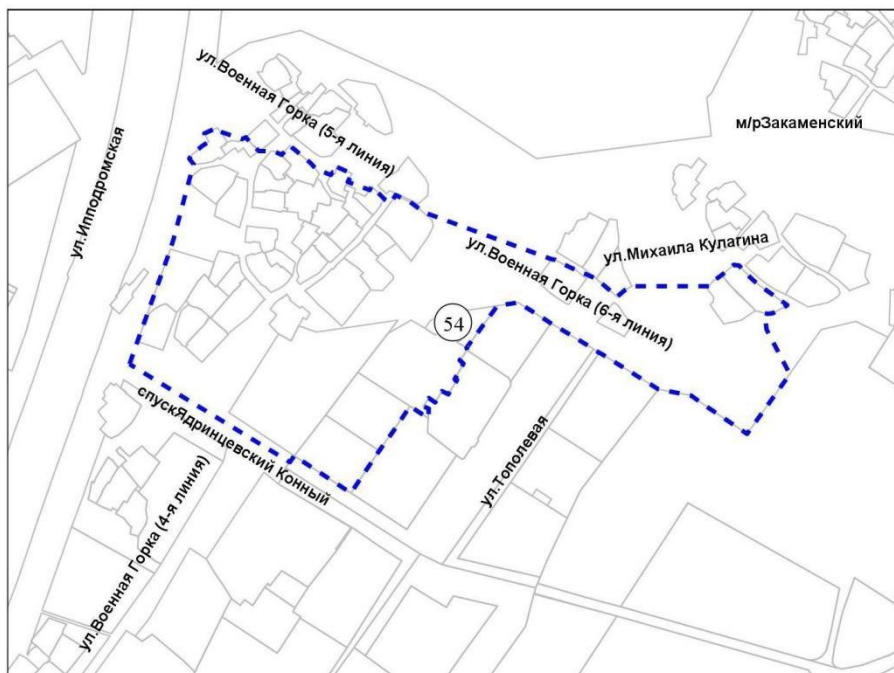 ул.Военная Горка (5-я линия)
м/рЗакаменский
ул.Ипподромская
ул.Михаила Кулагина
ул.Военная Горка (6-я линия)
54
спускЯдринцевский Конный
ул.Тополевая
ул.Военная Горка (4-я линия)